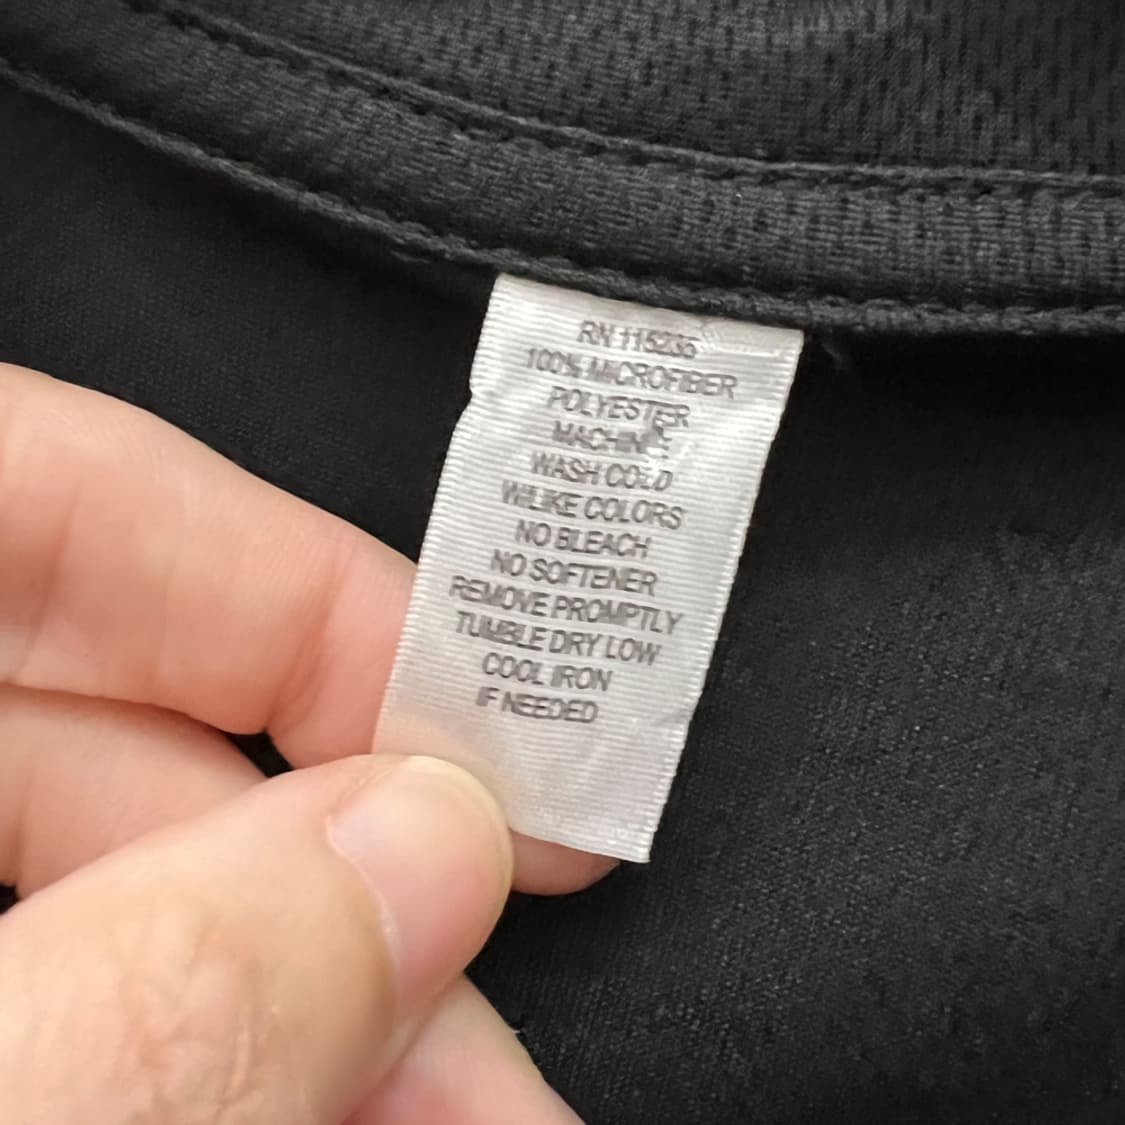 RN 115235
100% MICROFIBER
POLYESTER
MACHINE
WASH COLD
W/LIKE COLORS
NO BLEACH
NO SOFTENER
REMOVE PROMPTLY
TUMBLE DRY LOW
COOL IRON
IF NEEDED